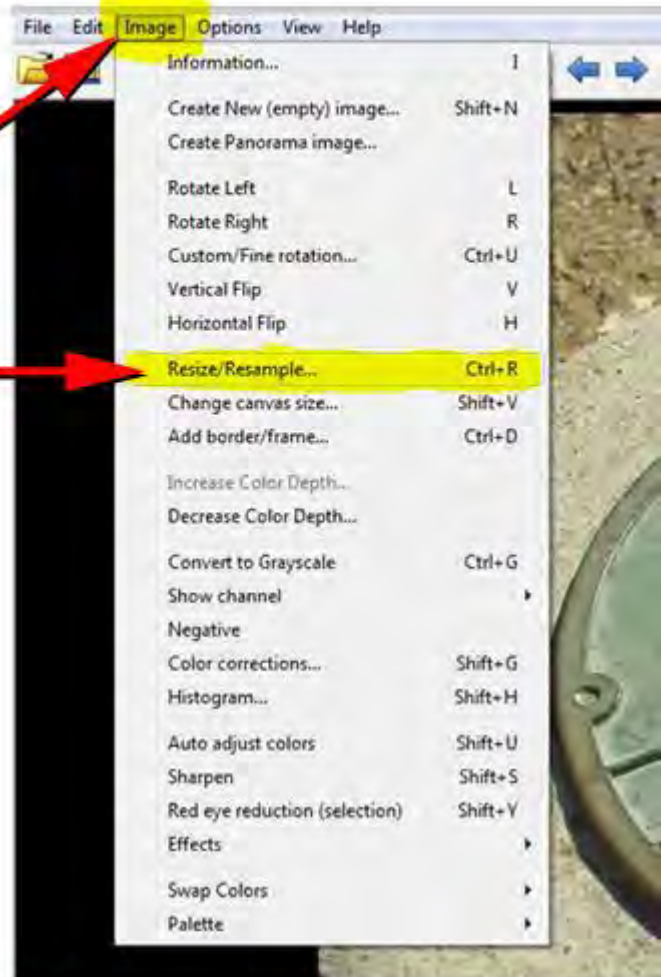 File Edit Image Options View Help
Information... I
Create New (empty) image... Shift+N
Create Panorama image...
Rotate Left L
Rotate Right R
Custom/Fine rotation... Ctrl+U
Vertical Flip V
Horizontal Flip H
Resize/Resample... Ctrl+R
Change canvas size... Shift+V
Add border/frame... Ctrl+D
Increase Color Depth...
Decrease Color Depth...
Convert to Grayscale Ctrl+G
Show channel
Negative
Color corrections... Shift+G
Histogram... Shift+H
Auto adjust colors Shift+U
Sharpen Shift+S
Red eye reduction (selection) Shift+Y
Effects
Swap Colors
Palette